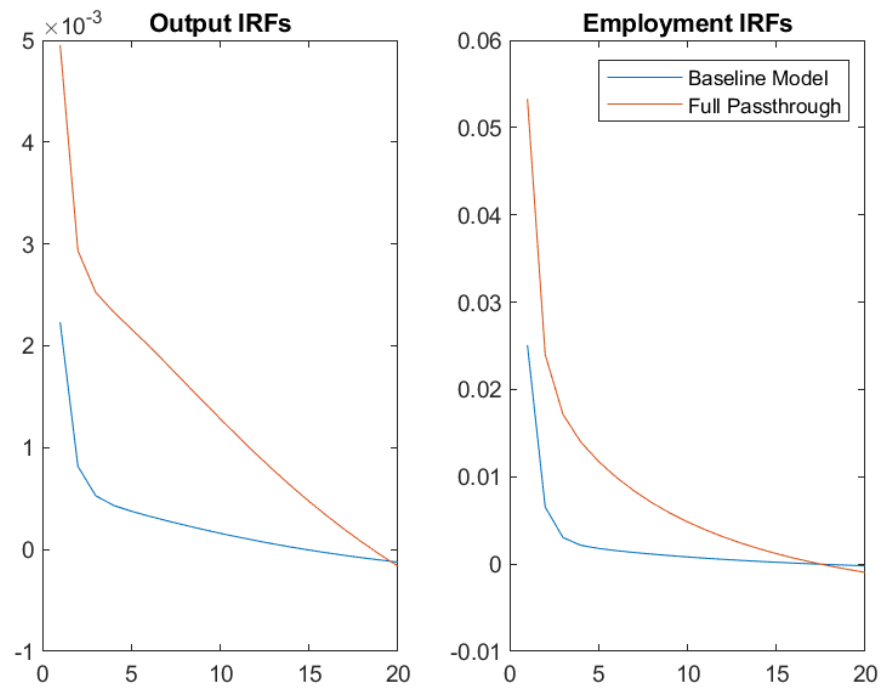 ×10-3
Output IRFs
5
4
3
2
1
0
-1
0 5 10 15 20
Employment IRFs
0.06
0.05
0.04
0.03
0.02
0.01
0
-0.01
0 5 10 15 20
Baseline Model
Full Passthrough